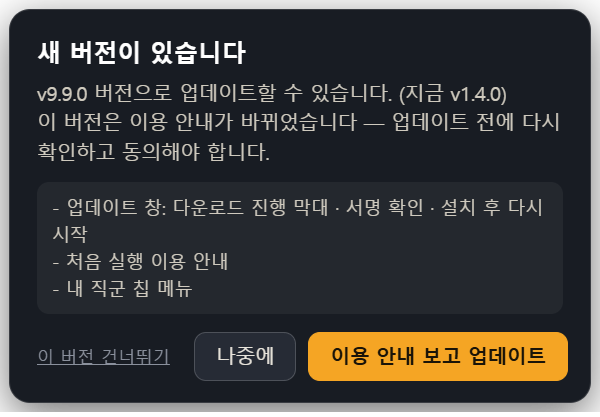 새 버전이 있습니다
v9.9.0 버전으로 업데이트할 수 있습니다. (지금 v1.4.0)
이 버전은 이용 안내가 바뀌었습니다 — 업데이트 전에 다시
확인하고 동의해야 합니다.
- 업데이트 창: 다운로드 진행 막대 · 서명 확인 · 설치 후 다시
시작
- 처음 실행 이용 안내
- 내 직군 칩 메뉴
이 버전 건너뛰기
나중에
이용 안내 보고 업데이트